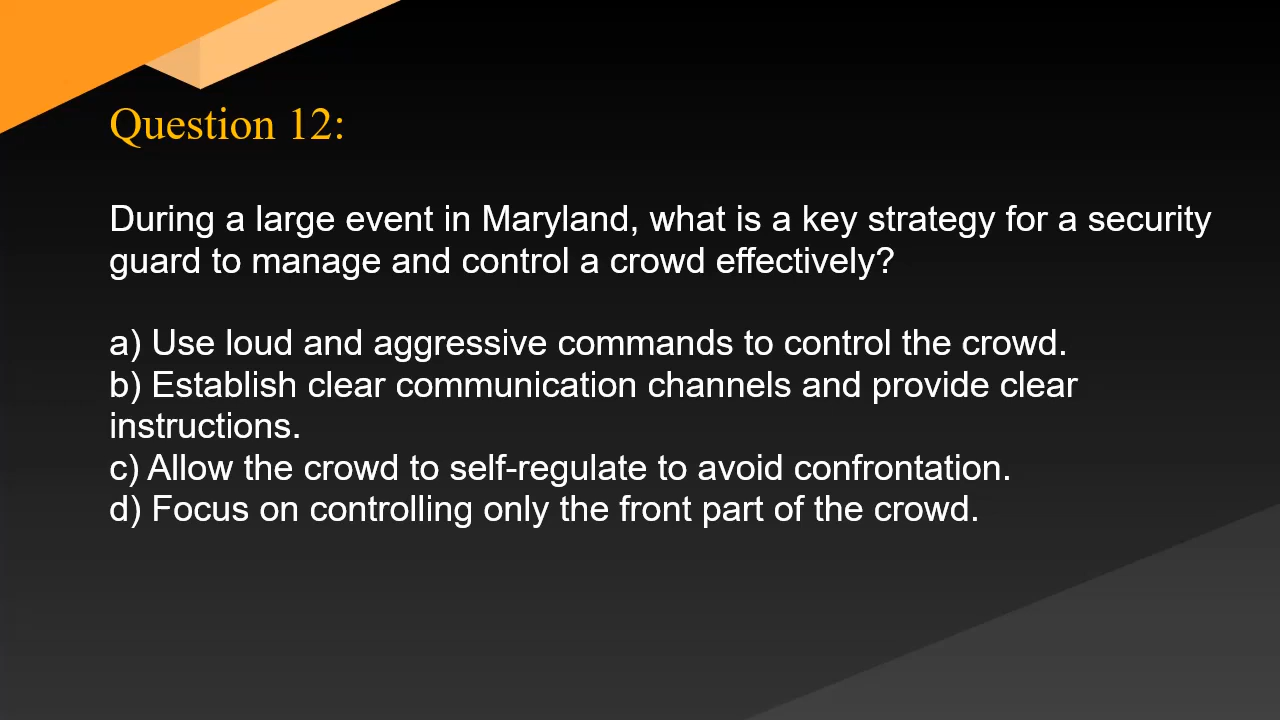 Question 12:
During a large event in Maryland, what is a key strategy for a security
guard to manage and control a crowd effectively?
a) Use loud and aggressive commands to control the crowd.
b) Establish clear communication channels and provide clear
instructions.
c) Allow the crowd to self-regulate to avoid confrontation.
d) Focus on controlling only the front part of the crowd.